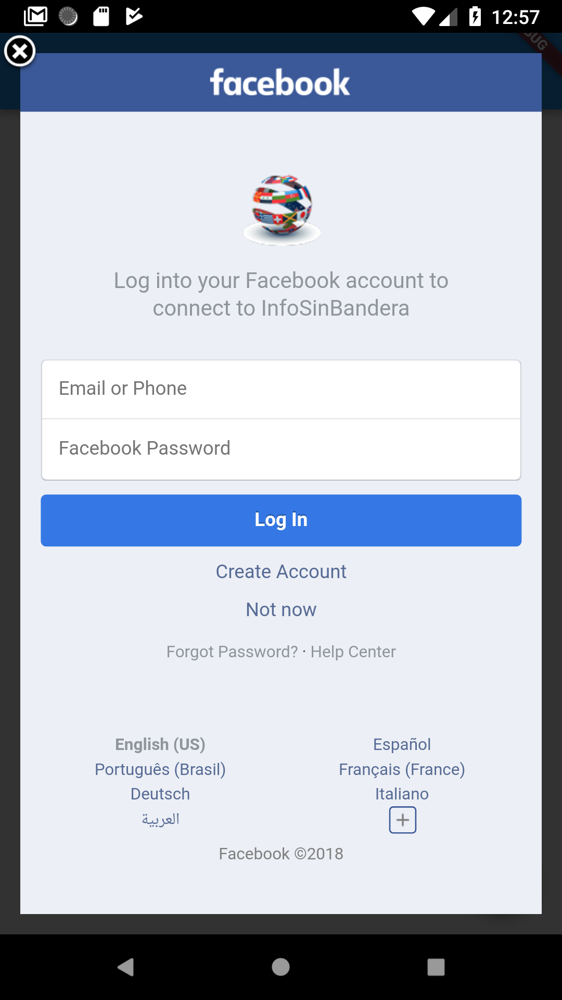 12:57
facebook
Log into your Facebook account to
connect to InfoSinBandera
Email or Phone
Facebook Password
Log In
Create Account
Not now
Forgot Password? · Help Center
English (US) Español
Português (Brasil) Français (France)
Deutsch Italiano
العربية
Facebook ©2018